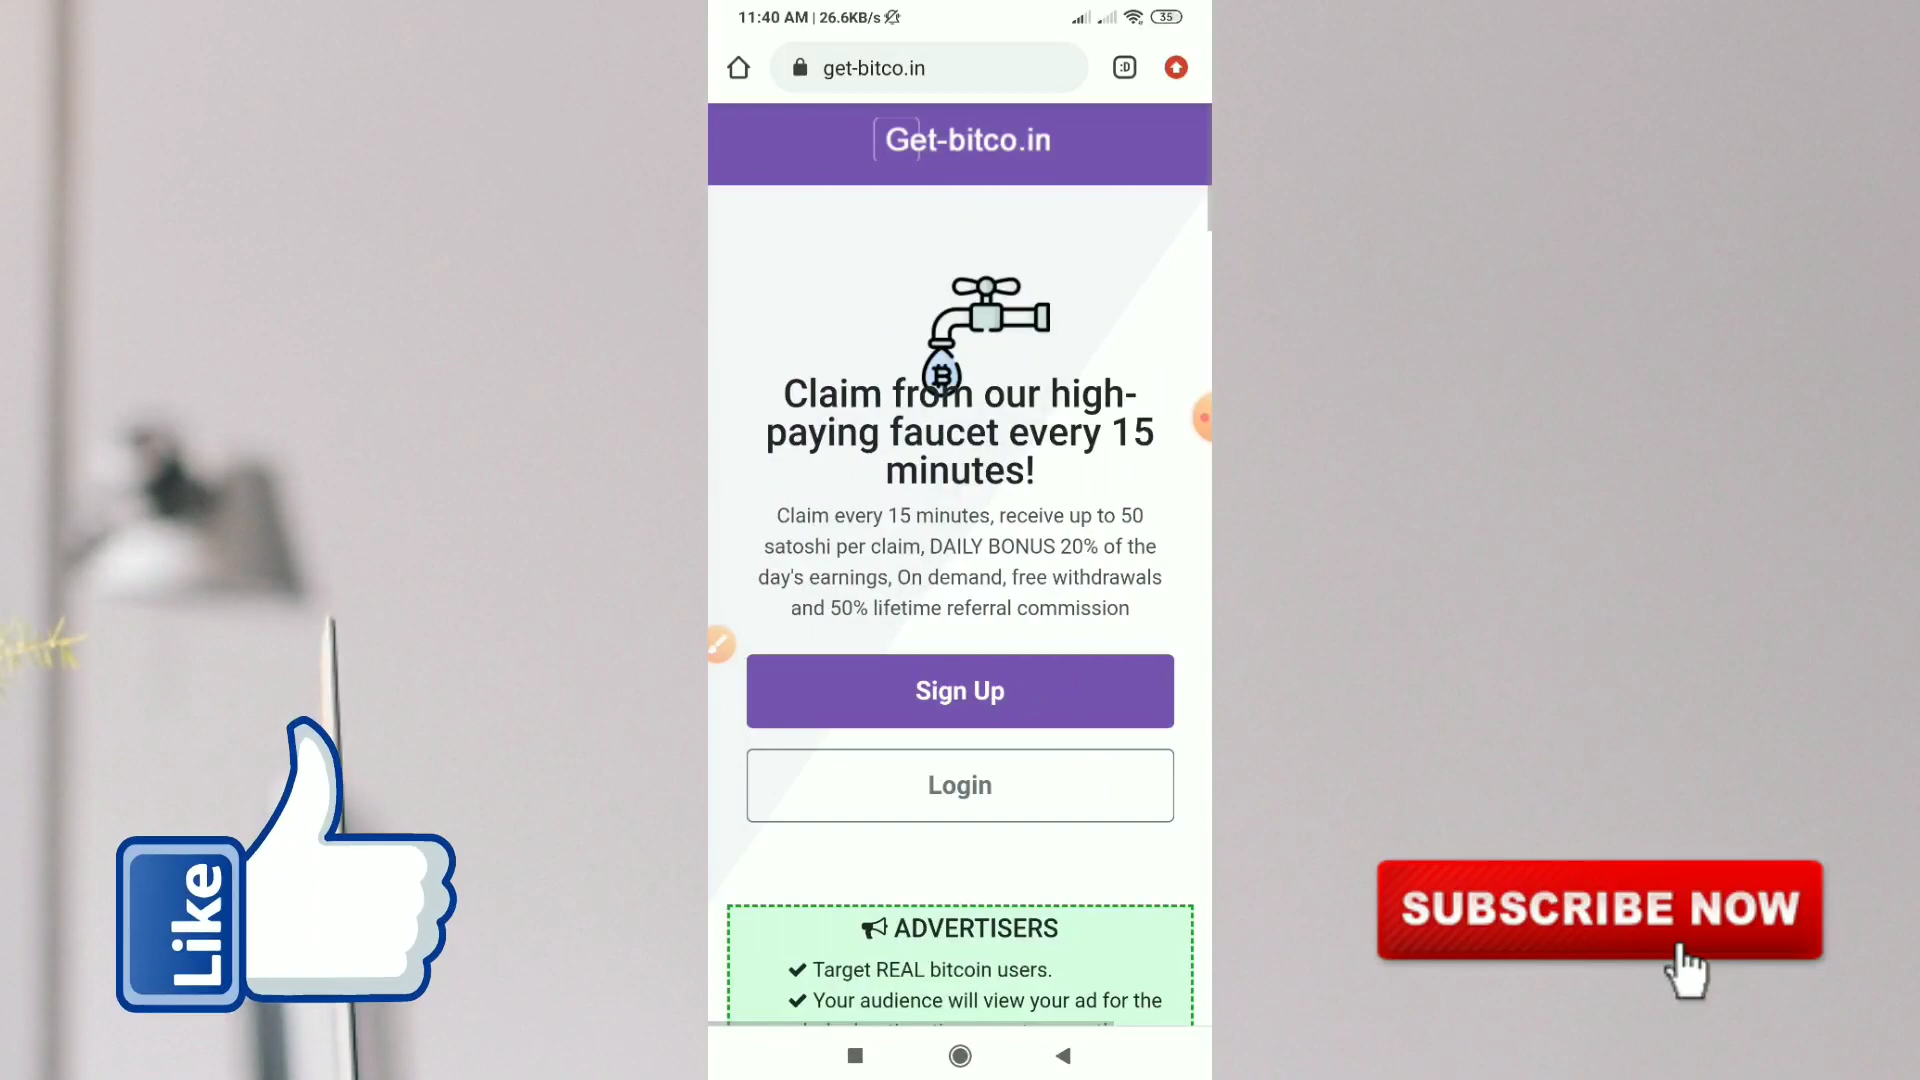 11:40 AM | 26.6KB/s
35
get-bitco.in
:D
Get-bitco.in
B
Claim from our high-
paying faucet every 15
minutes!
Claim every 15 minutes, receive up to 50
satoshi per claim, DAILY BONUS 20% of the
day's earnings, On demand, free withdrawals
and 50% lifetime referral commission
Sign Up
Login
Like
SUBSCRIBE NOW
ADVERTISERS
Target REAL bitcoin users.
Your audience will view your ad for the